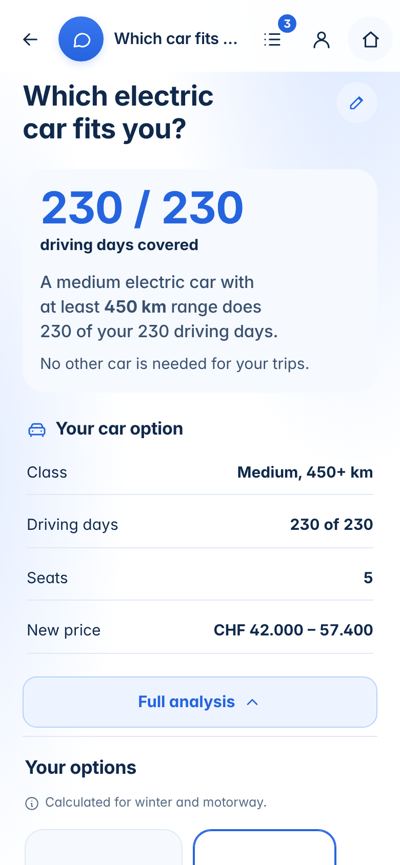 Which car fits ...
3
Which electric
car fits you?
230 / 230
driving days covered
A medium electric car with
at least 450 km range does
230 of your 230 driving days.
No other car is needed for your trips.
Your car option
Class Medium, 450+ km
Driving days 230 of 230
Seats 5
New price CHF 42.000 – 57.400
Full analysis
Your options
Calculated for winter and motorway.